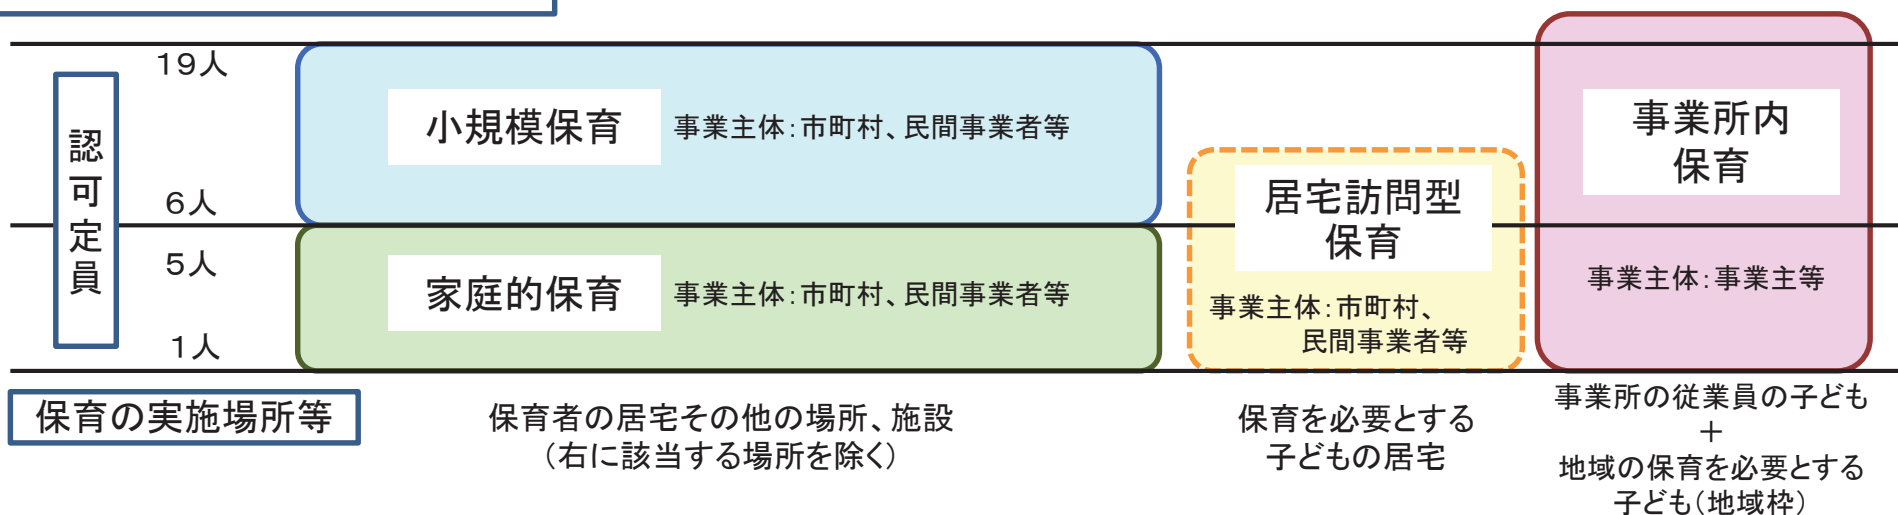 認可定員
19人
6人
5人
1人
小規模保育
事業主体:市町村、民間事業者等
家庭的保育
事業主体:市町村、民間事業者等
居宅訪問型
保育
事業主体:市町村、
民間事業者等
事業所内
保育
事業主体:事業主等
保育の実施場所等
保育者の居宅その他の場所、施設
(右に該当する場所を除く)
保育を必要とする
子どもの居宅
事業所の従業員の子ども
+
地域の保育を必要とする
子ども(地域枠)